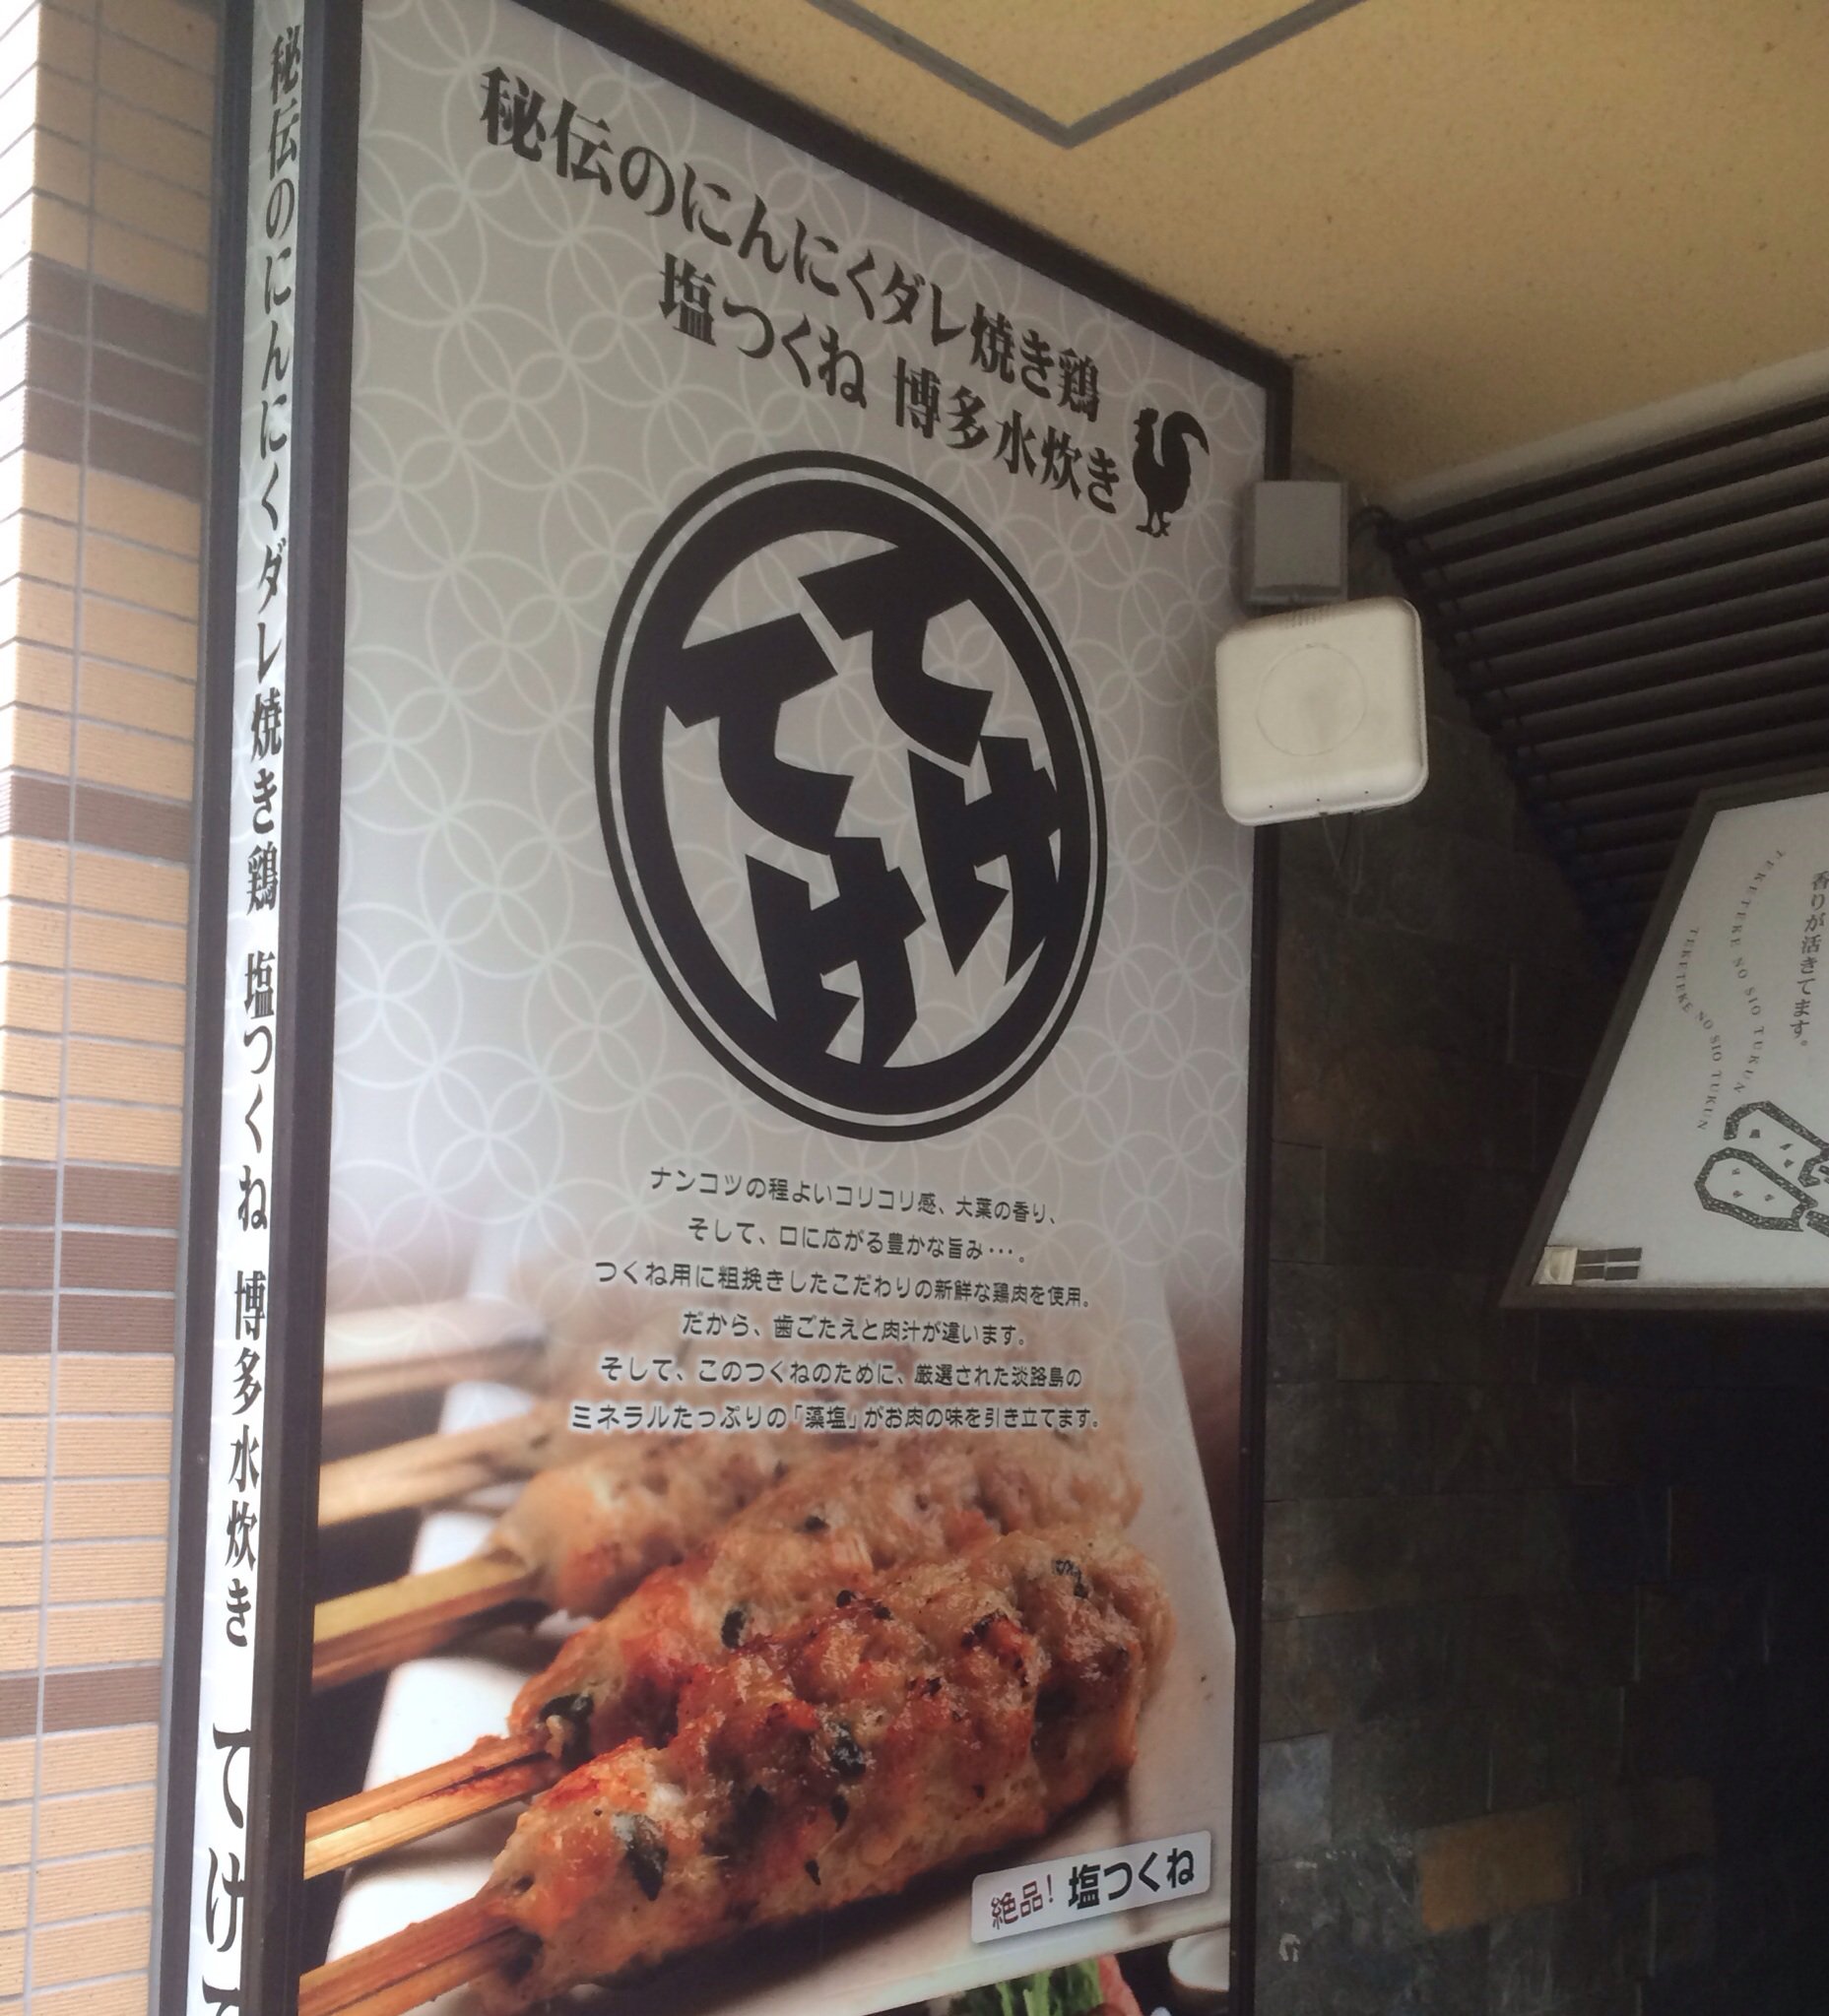 秘伝のにんにくダレ焼き鶏
塩つくね 博多水炊き
てけてけ
ナンコツの程よいコリコリ感、大葉の香り、
そして、口に広がる豊かな旨み…。
つくね用に粗挽きしたこだわりの新鮮な鶏肉を使用。
だから、歯ごたえと肉汁が違います。
そして、このつくねのために、厳選された淡路島の
ミネラルたっぷりの「藻塩」がお肉の味を引き立てます。
絶品！塩つくね
秘伝のにんにくダレ焼き鶏 塩つくね 博多水炊き てけて
香りが活きてます。
TEKETEKE NO SIO TUKUN
TEKETEKE NO SIO TUKUN